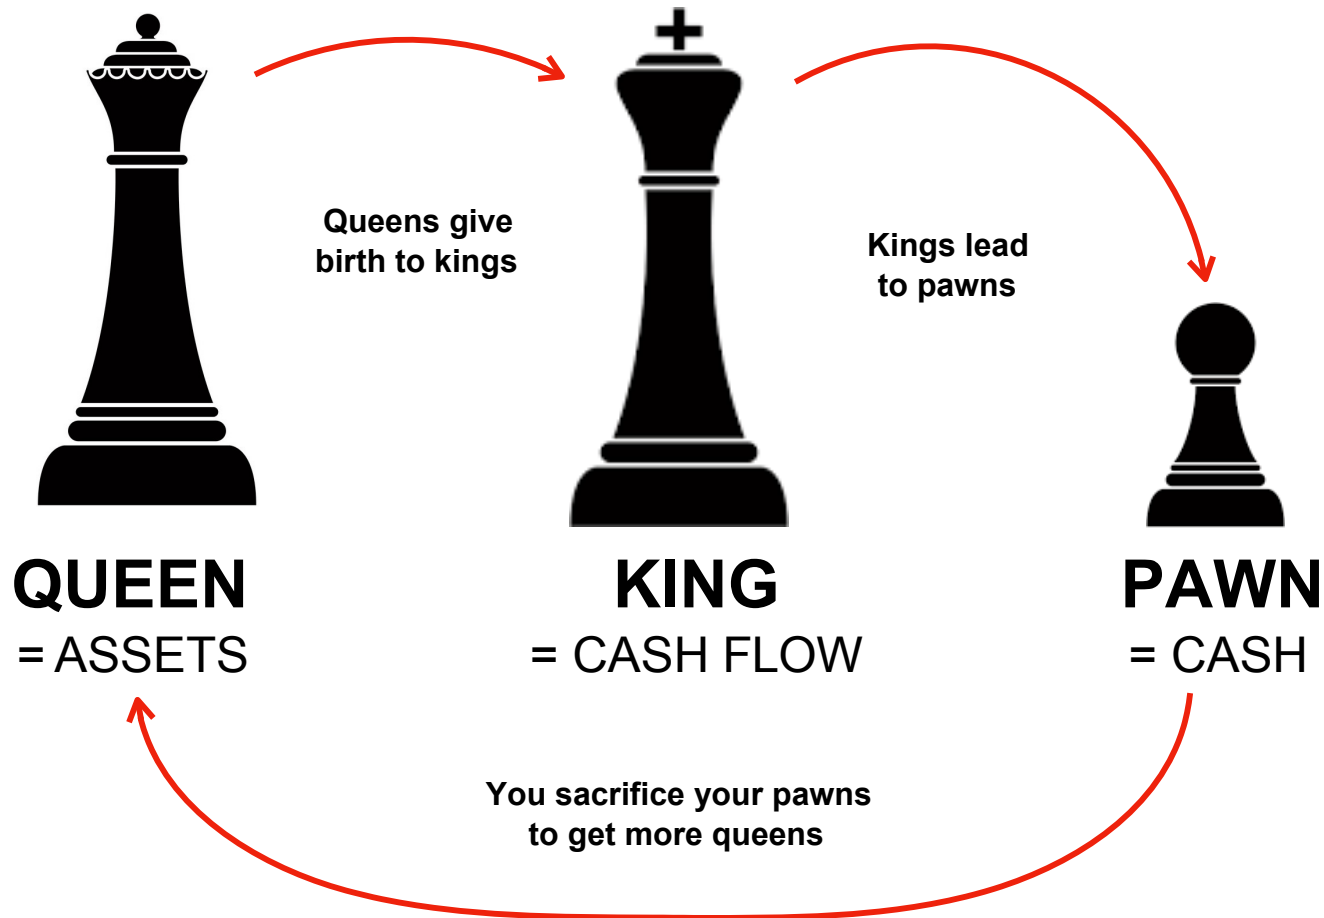 Queens give
birth to kings
Kings lead
to pawns
QUEEN
= ASSETS
KING
= CASH FLOW
PAWN
= CASH
You sacrifice your pawns
to get more queens